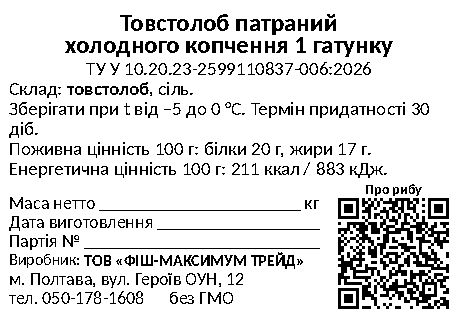 Товстолоб патраний
холодного копчення 1 гатунку
ТУ У 10.20.23-2599110837-006:2026
Склад: товстолоб, сіль.
Зберігати при t від –5 до 0 °С. Термін придатності 30
діб.
Поживна цінність 100 г: білки 20 г, жири 17 г.
Енергетична цінність 100 г: 211 ккал / 883 кДж.
Про рибу
Маса нетто ____________________ кг
Дата виготовлення ________________
Партія № _______________________
Виробник: ТОВ «ФІШ-МАКСИМУМ ТРЕЙД»
м. Полтава, вул. Героїв ОУН, 12
тел. 050-178-1608 без ГМО